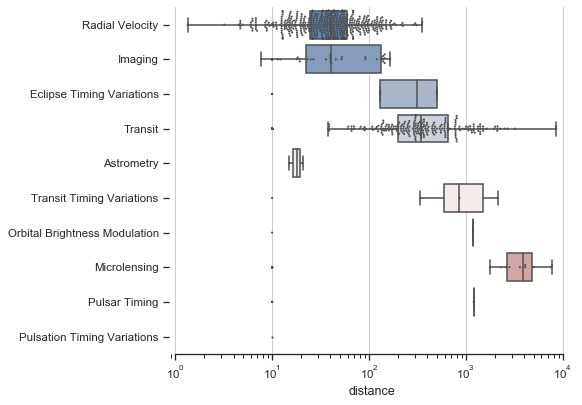 Radial Velocity
Imaging
Eclipse Timing Variations
Transit
Astrometry
Transit Timing Variations
Orbital Brightness Modulation
Microlensing
Pulsar Timing
Pulsation Timing Variations
10⁰ 10¹ 10² 10³ 10⁴
distance